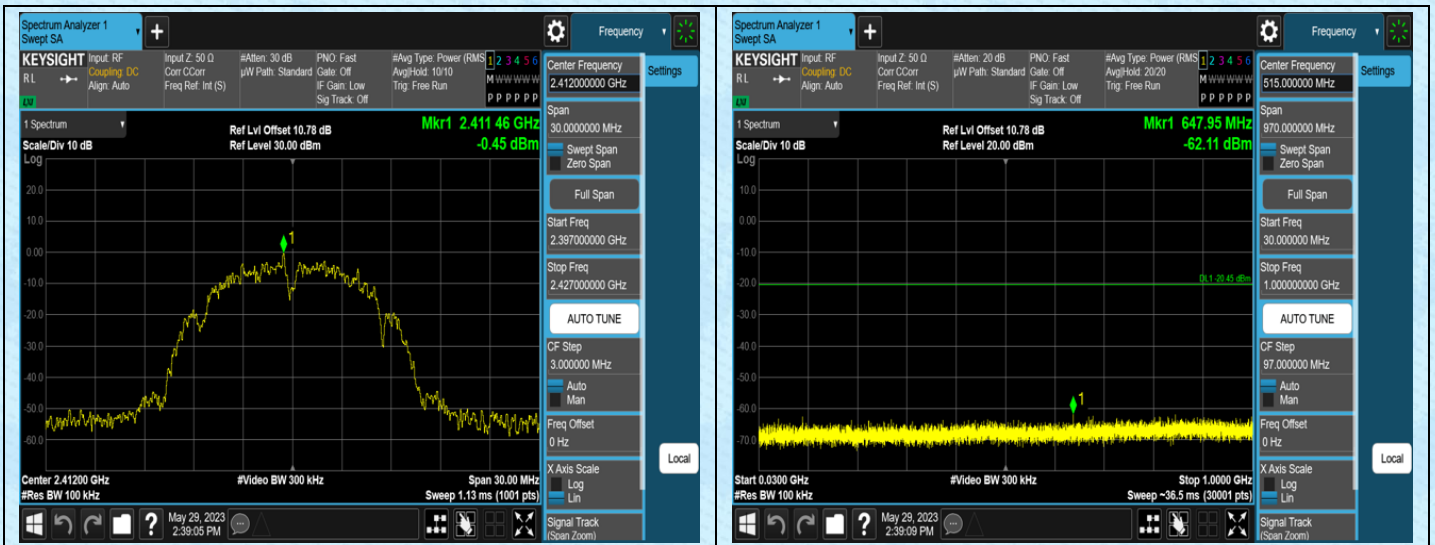 Spectrum Analyzer 1
Swept SA
Frequency
KEYSIGHT
RL
Input: RF
Coupling: DC
Align: Auto
Input Z: 50 Ω
Corr CCorr
Freq Ref: Int (S)
#Atten: 30 dB
µW Path: Standard
PNO: Fast
Gate: Off
IF Gain: Low
Sig Track: Off
#Avg Type: Power (RMS
Avg|Hold: 10/10
Trig: Free Run
1 2 3 4 5 6
M W W W W W
P P P P P P
1 Spectrum
Scale/Div 10 dB
Log
Ref Lvl Offset 10.78 dB
Ref Level 30.00 dBm
Mkr1 2.411 46 GHz
-0.45 dBm
20.0
10.0
0.00
-10.0
-20.0
-30.0
-40.0
-50.0
-60.0
1
Center 2.41200 GHz
#Res BW 100 kHz
#Video BW 300 kHz
Span 30.00 MHz
Sweep 1.13 ms (1001 pts)
?
May 29, 2023
2:39:05 PM
Center Frequency
2.412000000 GHz
Settings
Span
30.0000000 MHz
Swept Span
Zero Span
Full Span
Start Freq
2.397000000 GHz
Stop Freq
2.427000000 GHz
AUTO TUNE
CF Step
3.000000 MHz
Auto
Man
Freq Offset
0 Hz
X Axis Scale
Log
Lin
Local
Signal Track
(Span Zoom)
Spectrum Analyzer 1
Swept SA
Frequency
KEYSIGHT
RL
Input: RF
Coupling: DC
Align: Auto
Input Z: 50 Ω
Corr CCorr
Freq Ref: Int (S)
#Atten: 20 dB
µW Path: Standard
PNO: Fast
Gate: Off
IF Gain: Low
Sig Track: Off
#Avg Type: Power (RMS
Avg|Hold: 20/20
Trig: Free Run
1 2 3 4 5 6
M W W W W W
P P P P P P
1 Spectrum
Scale/Div 10 dB
Log
Ref Lvl Offset 10.78 dB
Ref Level 20.00 dBm
Mkr1 647.95 MHz
-62.11 dBm
10.0
0.00
-10.0
-20.0
-30.0
-40.0
-50.0
-60.0
-70.0
DL1 -20.45 dBm
1
Start 0.0300 GHz
#Res BW 100 kHz
#Video BW 300 kHz
Stop 1.0000 GHz
Sweep ~36.5 ms (30001 pts)
?
May 29, 2023
2:39:09 PM
Center Frequency
515.000000 MHz
Settings
Span
970.000000 MHz
Swept Span
Zero Span
Full Span
Start Freq
30.000000 MHz
Stop Freq
1.000000000 GHz
AUTO TUNE
CF Step
97.000000 MHz
Auto
Man
Freq Offset
0 Hz
X Axis Scale
Log
Lin
Local
Signal Track
(Span Zoom)